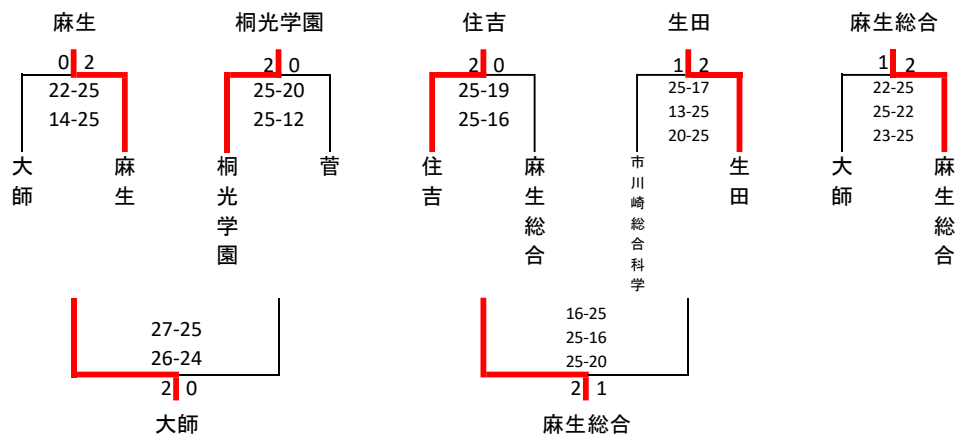 麻生
桐光学園
住吉
生田
麻生総合
0 2
2 0
2 0
1 2
1 2
22-25
14-25
25-20
25-12
25-19
25-16
25-17
13-25
20-25
22-25
25-22
23-25
大師
麻生
桐光学園
菅
住吉
麻生総合
市川崎総合科学
生田
大師
麻生総合
27-25
26-24
2 0
大師
16-25
25-16
25-20
2 1
麻生総合